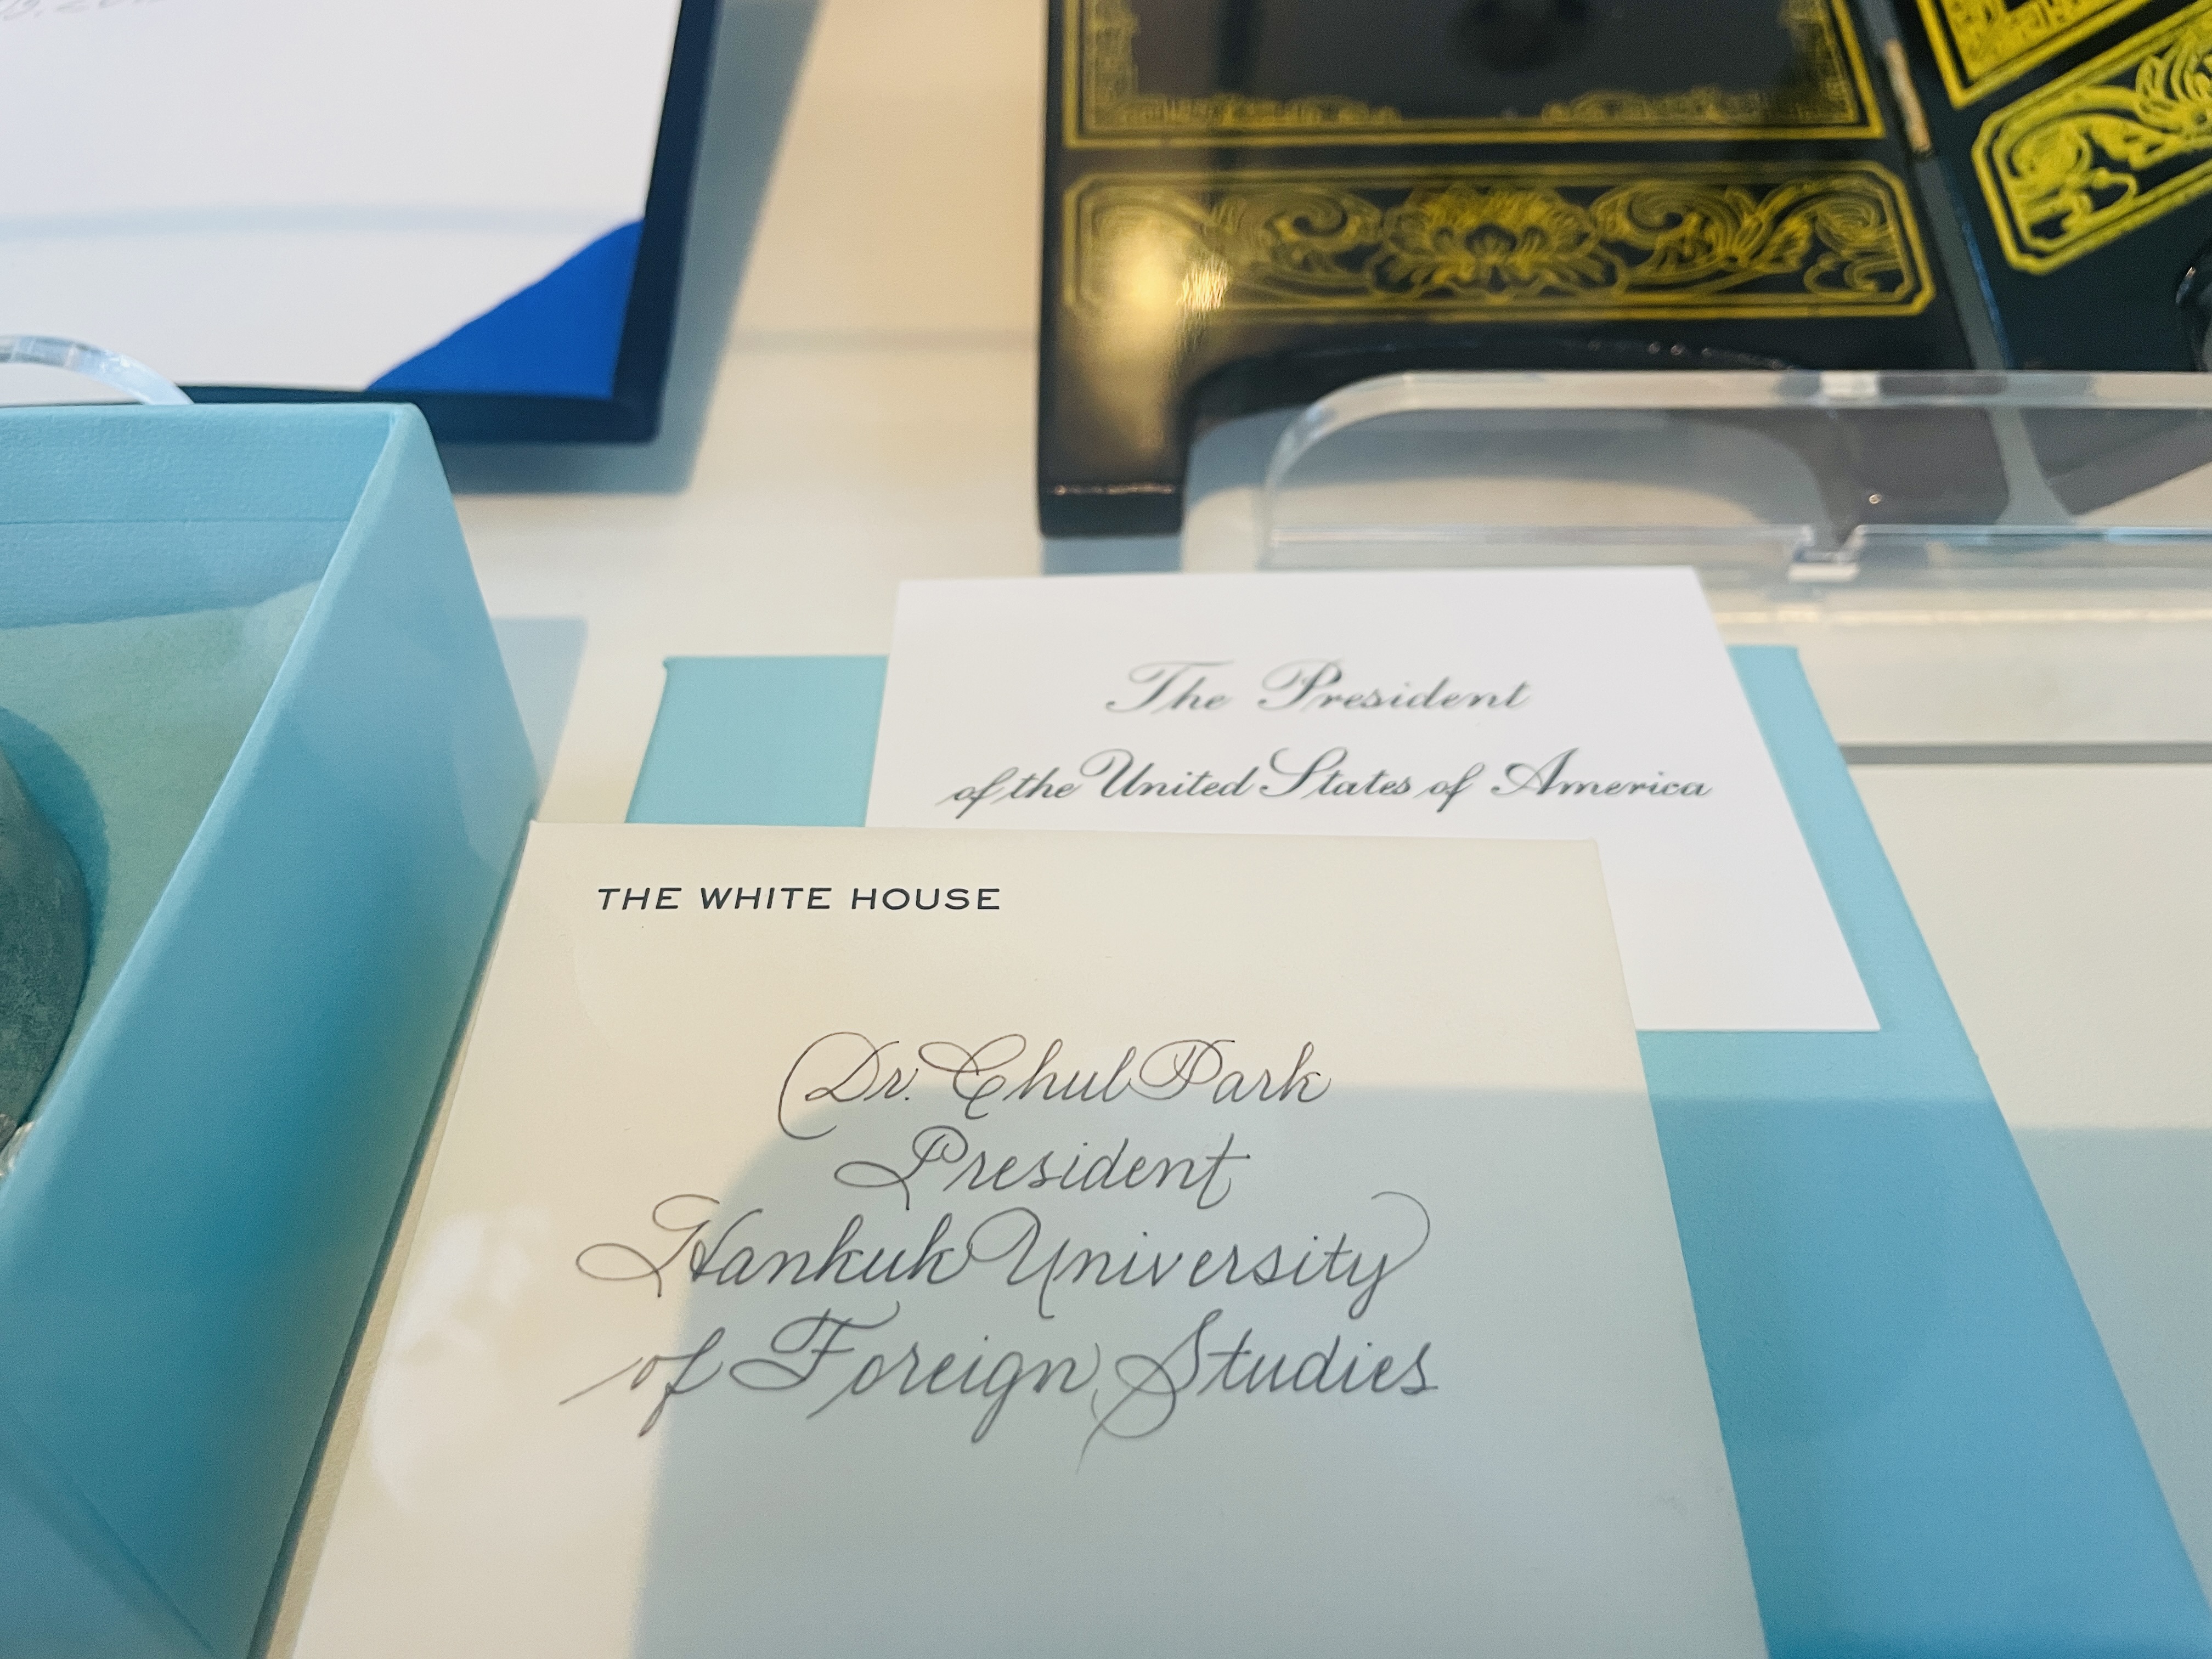 The President
of the United States of America
THE WHITE HOUSE
Dr. Chul Park
President
Hankuk University
of Foreign Studies